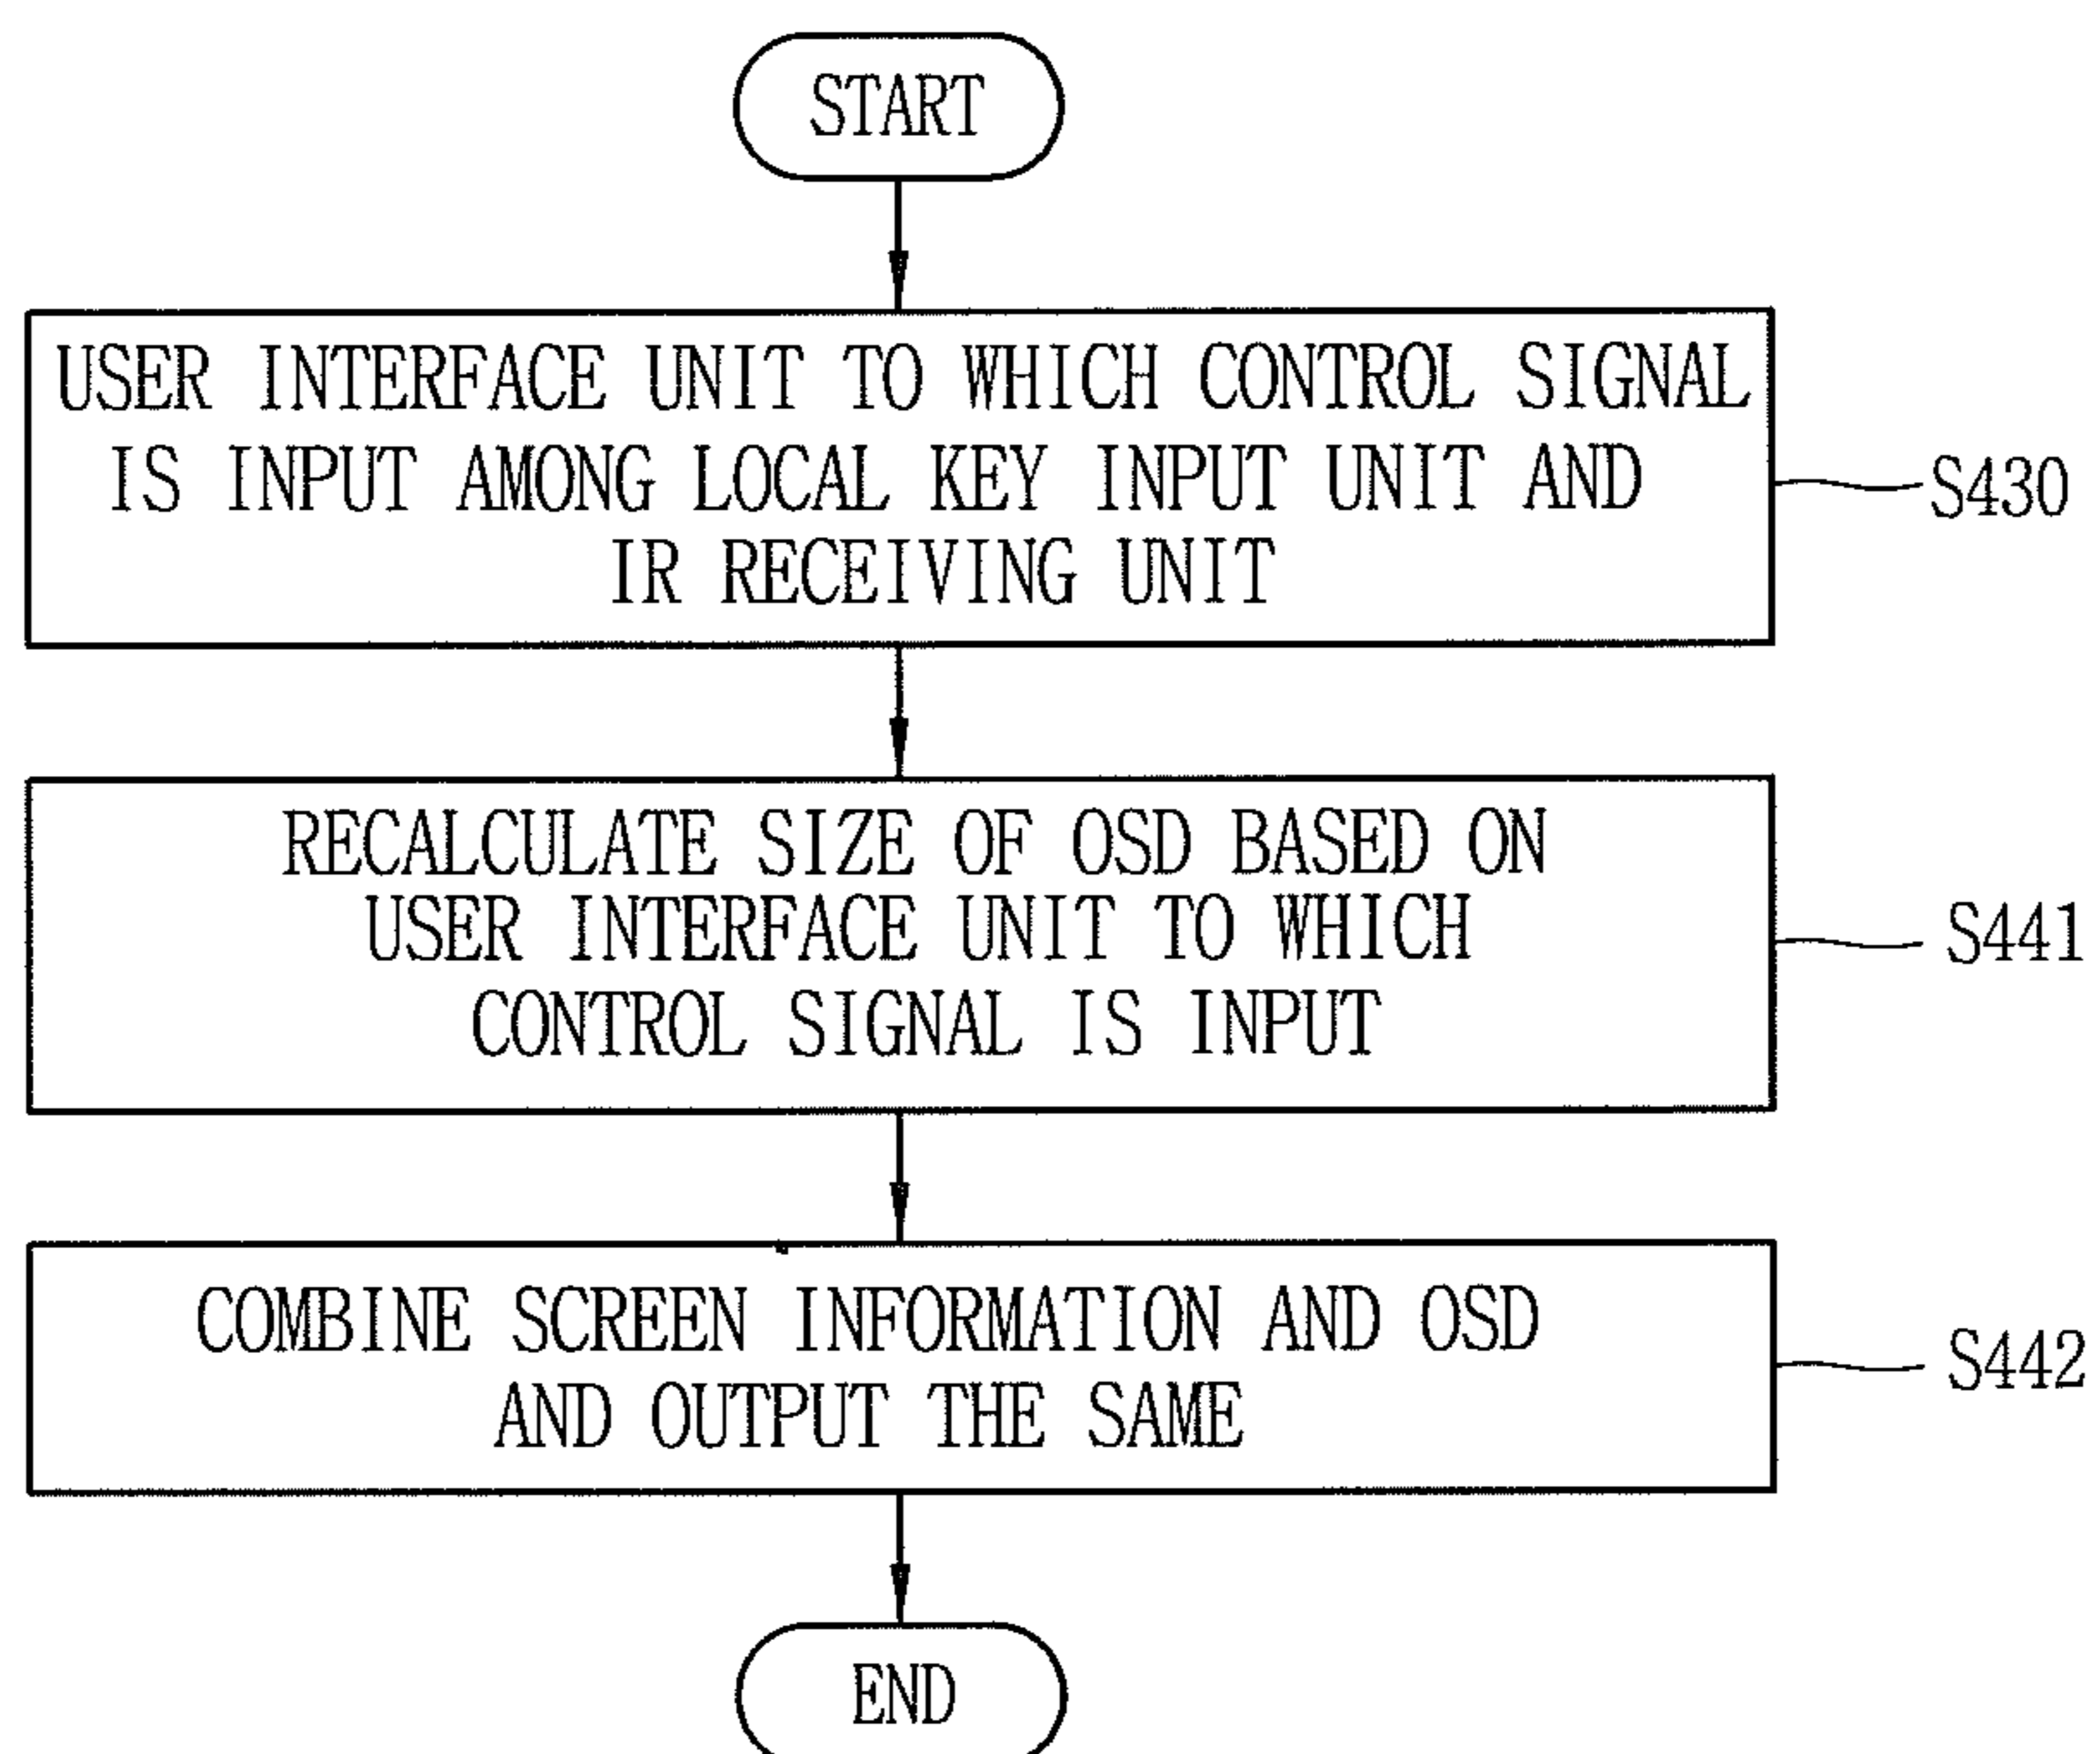 START
USER INTERFACE UNIT TO WHICH CONTROL SIGNAL
IS INPUT AMONG LOCAL KEY INPUT UNIT AND
IR RECEIVING UNIT
S430
RECALCULATE SIZE OF OSD BASED ON
USER INTERFACE UNIT TO WHICH
CONTROL SIGNAL IS INPUT
S441
COMBINE SCREEN INFORMATION AND OSD
AND OUTPUT THE SAME
S442
END